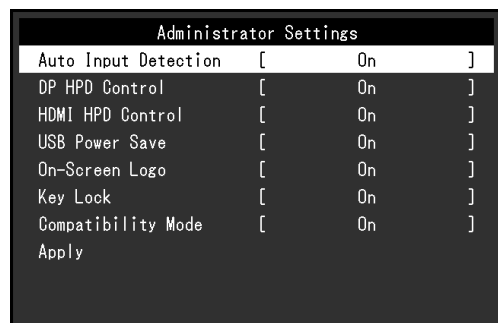 Administrator Settings
Auto Input Detection [ On ]
DP HPD Control [ On ]
HDMI HPD Control [ On ]
USB Power Save [ On ]
On-Screen Logo [ On ]
Key Lock [ On ]
Compatibility Mode [ On ]
Apply